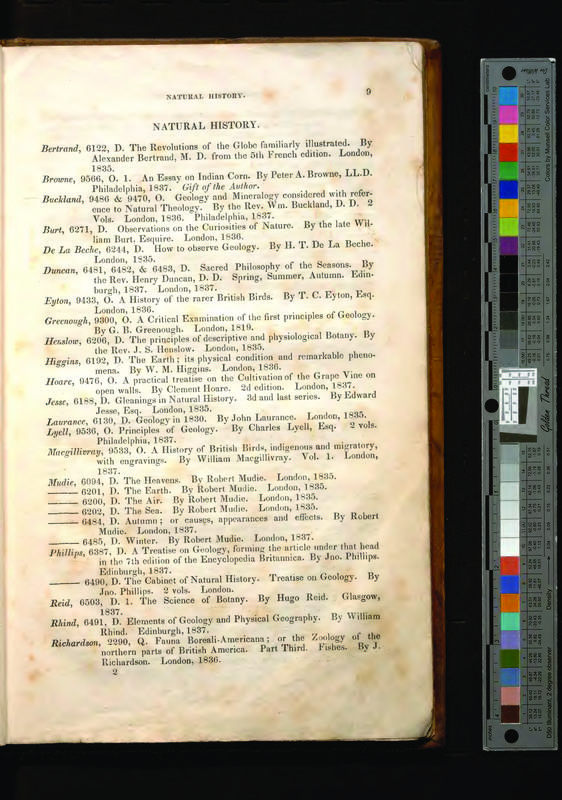 NATURAL HISTORY.
9
NATURAL HISTORY.
Bertrand, 6122, D. The Revolutions of the Globe familiarly illustrated. By
Alexander Bertrand, M. D. from the 5th French edition. London,
1835.
Browne, 9566, O. 1. An Essay on Indian Corn. By Peter A. Browne, LL.D.
Philadelphia, 1837. Gift of the Author.
Buckland, 9486 & 9470, O. Geology and Mineralogy considered with refer-
ence to Natural Theology. By the Rev. Wm. Buckland, D. D. 2
Vols. London, 1836. Philadelphia, 1837.
Burt, 6271, D. Observations on the Curiosities of Nature. By the late Wil-
liam Burt, Esquire. London, 1836.
De La Beche, 6244, D. How to observe Geology. By H. T. De La Beche.
London, 1835.
Duncan, 6481, 6482, & 6483, D. Sacred Philosophy of the Seasons. By
the Rev. Henry Duncan, D. D. Spring, Summer, Autumn. Edin-
burgh, 1837. London, 1837.
Eyton, 9433, O. A History of the rarer British Birds. By T. C. Eyton, Esq.
London, 1836.
Greenough, 9300, O. A Critical Examination of the first principles of Geology.
By G. B. Greenough. London, 1819.
Henslow, 6206, D. The principles of descriptive and physiological Botany. By
the Rev. J. S. Henslow. London, 1835.
Higgins, 6192, D. The Earth; its physical condition and remarkable pheno-
mena. By W. M. Higgins. London, 1836.
Hoare, 9476, O. A practical treatise on the Cultivation of the Grape Vine on
open walls. By Clement Hoare. 2d edition. London, 1837.
Jesse, 6188, D. Gleanings in Natural History. 3d and last series. By Edward
Jesse, Esq. London, 1835.
Laurance, 6130, D. Geology in 1830. By John Laurance. London, 1835.
Lyell, 9536, O. Principles of Geology. By Charles Lyell, Esq. 2 vols.
Philadelphia, 1837.
Macgillivray, 9533, O. A History of British Birds, indigenous and migratory,
with engravings. By William Macgillivray. Vol. 1. London,
1837.
Mudie, 6094, D. The Heavens. By Robert Mudie. London, 1835.
——— 6201, D. The Earth. By Robert Mudie. London, 1835.
——— 6200, D. The Air. By Robert Mudie. London, 1835.
——— 6202, D. The Sea. By Robert Mudie. London, 1835.
——— 6484, D. Autumn; or causes, appearances and effects. By Robert
Mudie. London, 1837.
——— 6485, D. Winter. By Robert Mudie. London, 1837.
Phillips, 6387, D. A Treatise on Geology, forming the article under that head
in the 7th edition of the Encyclopedia Britannica. By Jno. Phillips.
Edinburgh, 1837.
——— 6490, D. The Cabinet of Natural History. Treatise on Geology. By
Jno. Phillips. 2 vols. London.
Reid, 6503, D. 1. The Science of Botany. By Hugo Reid. Glasgow,
1837.
Rhind, 6491, D. Elements of Geology and Physical Geography. By William
Rhind. Edinburgh, 1837.
Richardson, 2290, Q. Fauna Boreali-Americana; or the Zoology of the
northern parts of British America. Part Third. Fishes. By J.
Richardson. London, 1836.
2
Colors by Munsell Color Services Lab
Golden Thread
Density
D50 Illuminant, 2 degree observer